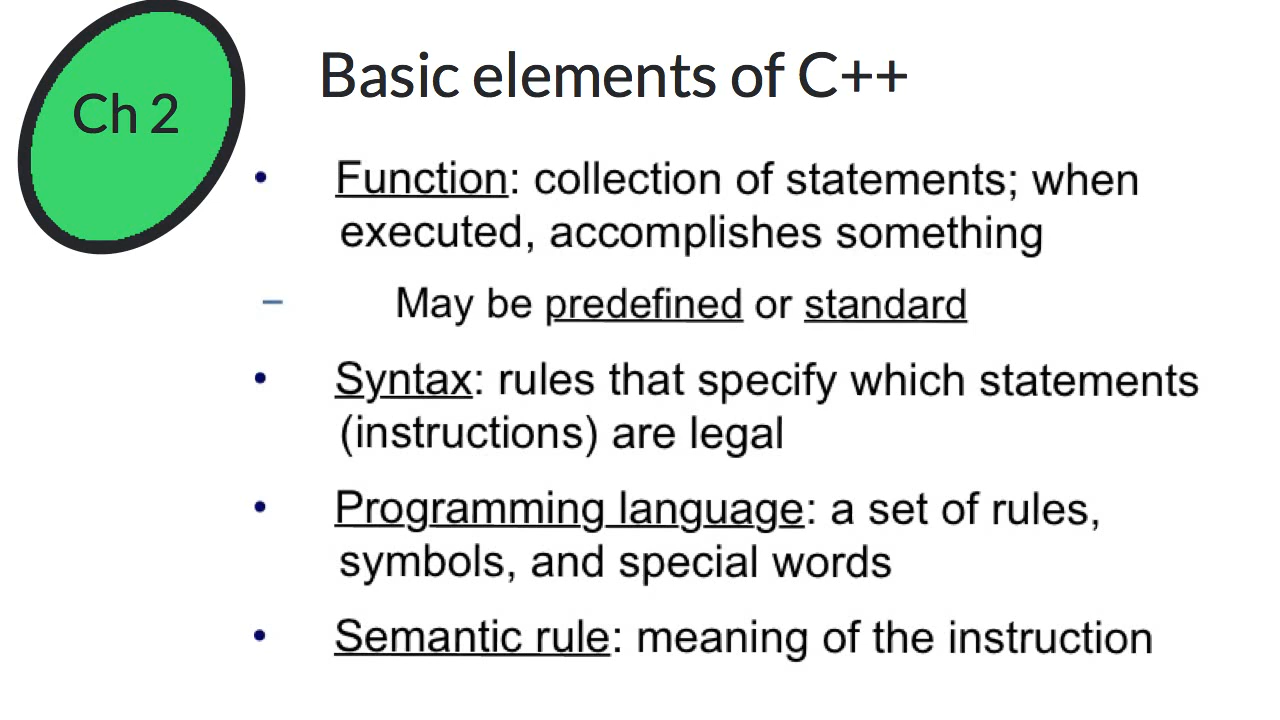 Ch 2
Basic elements of C++
• Function: collection of statements; when
executed, accomplishes something
– May be predefined or standard
• Syntax: rules that specify which statements
(instructions) are legal
• Programming language: a set of rules,
symbols, and special words
• Semantic rule: meaning of the instruction